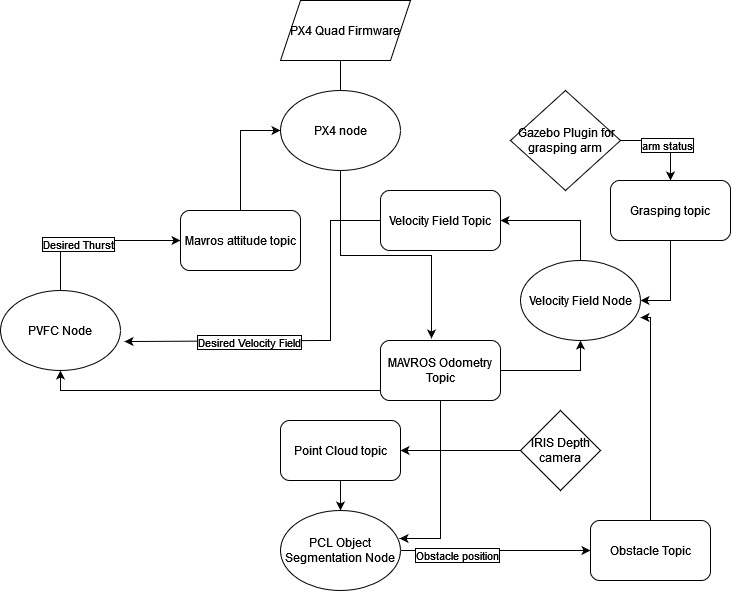 PX4 Quad Firmware
PX4 node
Gazebo Plugin for
grasping arm
arm status
Grasping topic
Velocity Field Topic
Mavros attitude topic
Desired Thurst
Velocity Field Node
PVFC Node
Desired Velocity Field
MAVROS Odometry
Topic
Point Cloud topic
IRIS Depth
camera
PCL Object
Segmentation Node
Obstacle position
Obstacle Topic